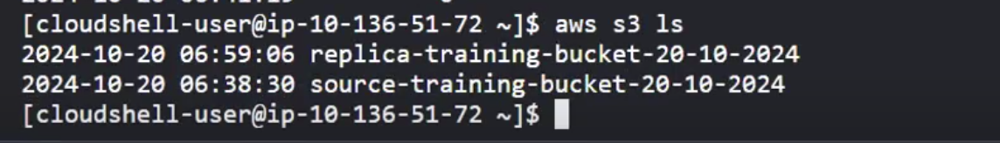 [cloudshell-user@ip-10-136-51-72 ~]$ aws s3 ls
2024-10-20 06:59:06 replica-training-bucket-20-10-2024
2024-10-20 06:38:30 source-training-bucket-20-10-2024
[cloudshell-user@ip-10-136-51-72 ~]$